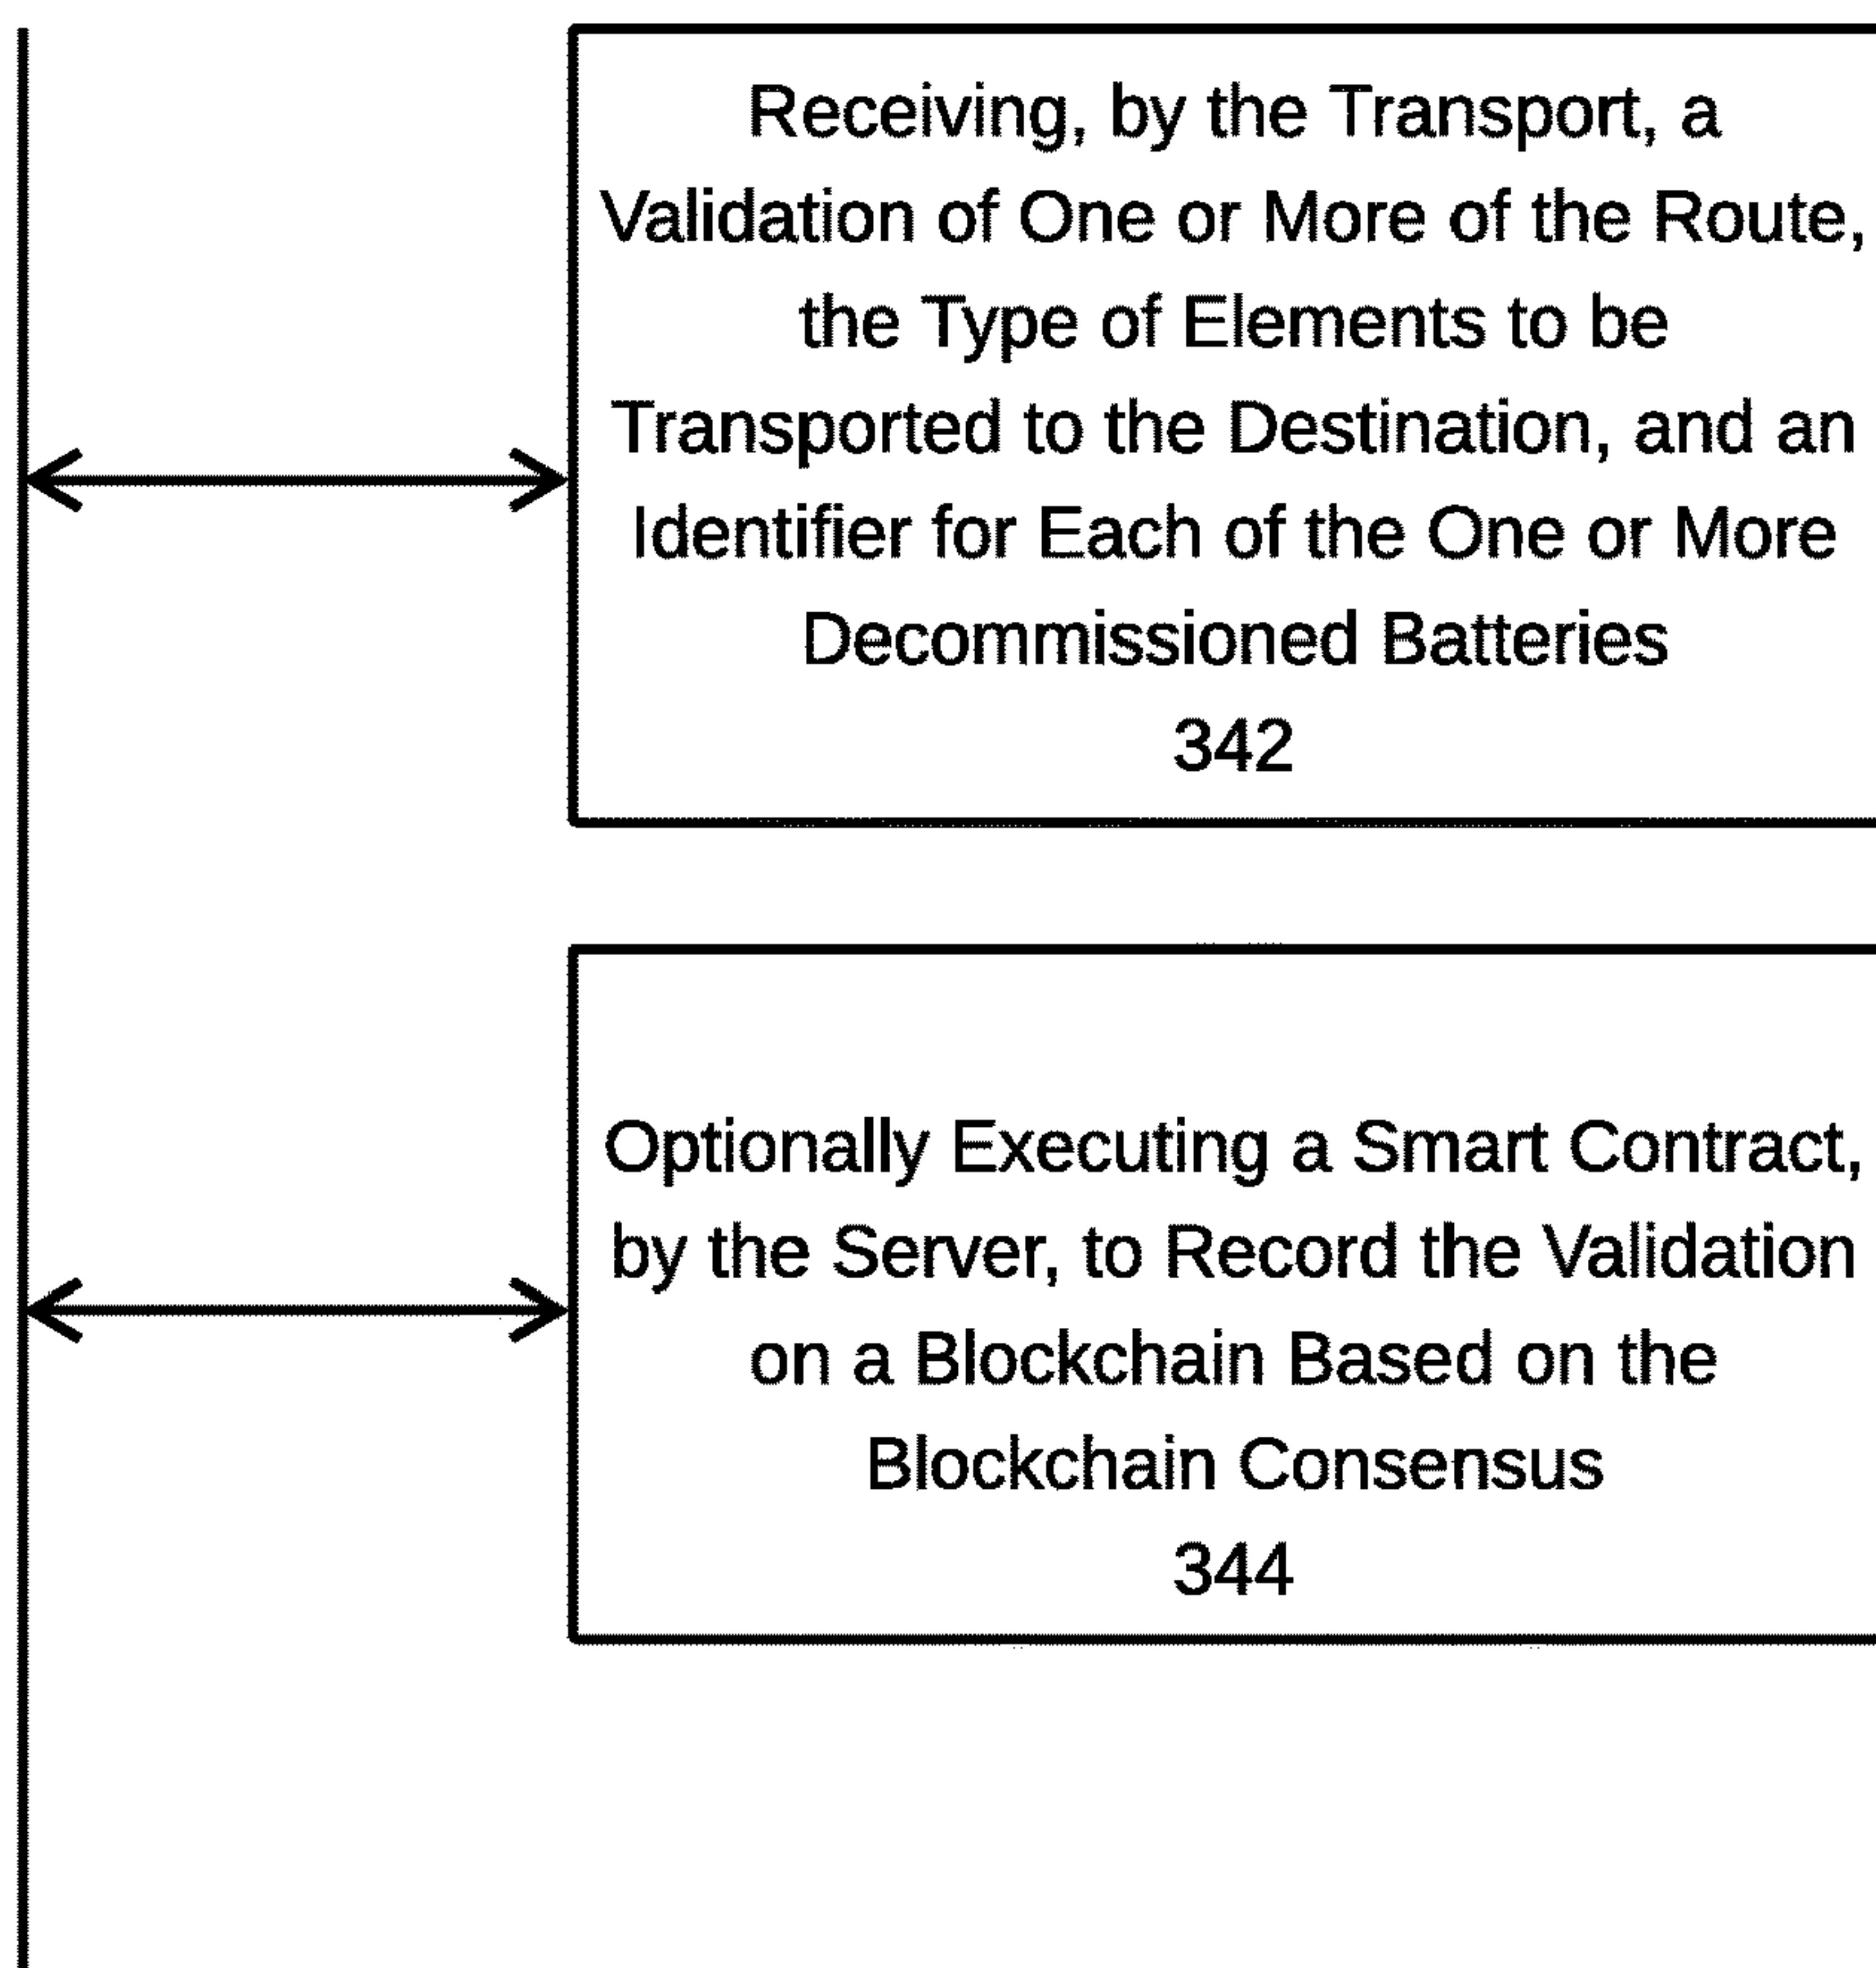 Receiving, by the Transport, a
Validation of One or More of the Route,
the Type of Elements to be
Transported to the Destination, and an
Identifier for Each of the One or More
Decommissioned Batteries
342
Optionally Executing a Smart Contract,
by the Server, to Record the Validation
on a Blockchain Based on the
Blockchain Consensus
344